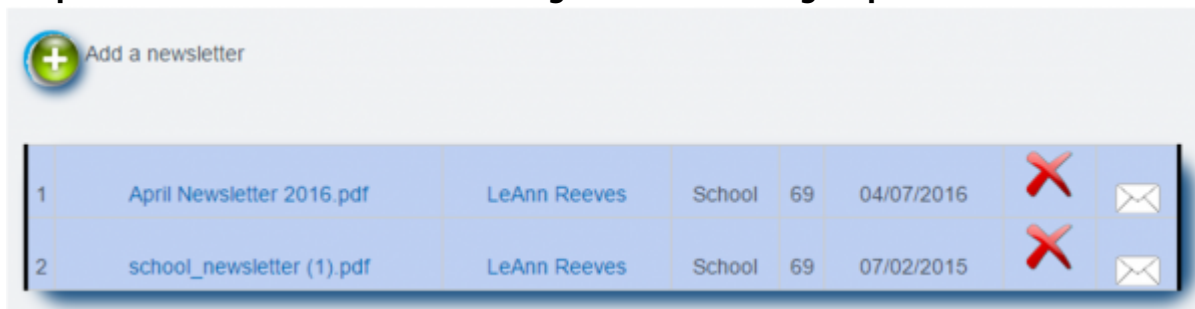 Add a newsletter
1 April Newsletter 2016.pdf LeAnn Reeves School 69 04/07/2016
2 school_newsletter (1).pdf LeAnn Reeves School 69 07/02/2015